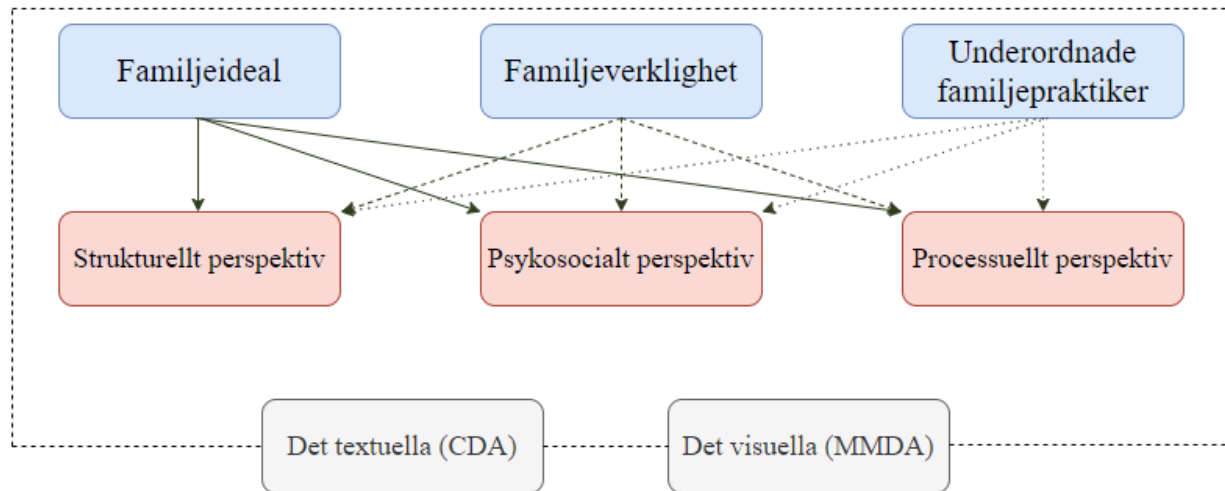 Familjeideal
Familjeverklighet
Underordnade
familjepraktiker
Strukturellt perspektiv
Psykosocialt perspektiv
Processuellt perspektiv
Det textuella (CDA)
Det visuella (MMDA)